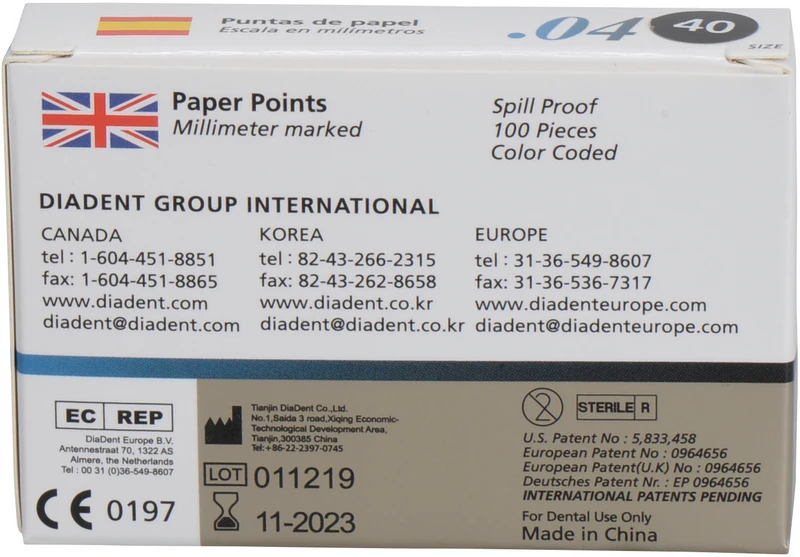 Puntas de papel
Escala en milímetros
.04
40
SIZE
Paper Points
Millimeter marked
Spill Proof
100 Pieces
Color Coded
DIADENT GROUP INTERNATIONAL
CANADA
tel : 1-604-451-8851
fax: 1-604-451-8865
www.diadent.com
diadent@diadent.com
KOREA
tel : 82-43-266-2315
fax: 82-43-262-8658
www.diadent.co.kr
diadent@diadent.co.kr
EUROPE
tel : 31-36-549-8607
fax: 31-36-536-7317
www.diadenteurope.com
diadent@diadenteurope.com
EC REP
DiaDent Europe B.V.
Antennestraat 70, 1322 AS
Almere, the Netherlands
Tel : 00 31 (0)36-549-8607
CE 0197
Tianjin DiaDent Co.,Ltd.
No.1,Saida 3 road,Xiqing Economic-
Technological Development Area,
Tianjin,300385 China
Tel:+86-22-2397-0745
LOT 011219
11-2023
2
STERILE R
U.S. Patent No : 5,833,458
European Patent No : 0964656
European Patent(U.K) No : 0964656
Deutsches Patent Nr. : EP 0964656
INTERNATIONAL PATENTS PENDING
For Dental Use Only
Made in China